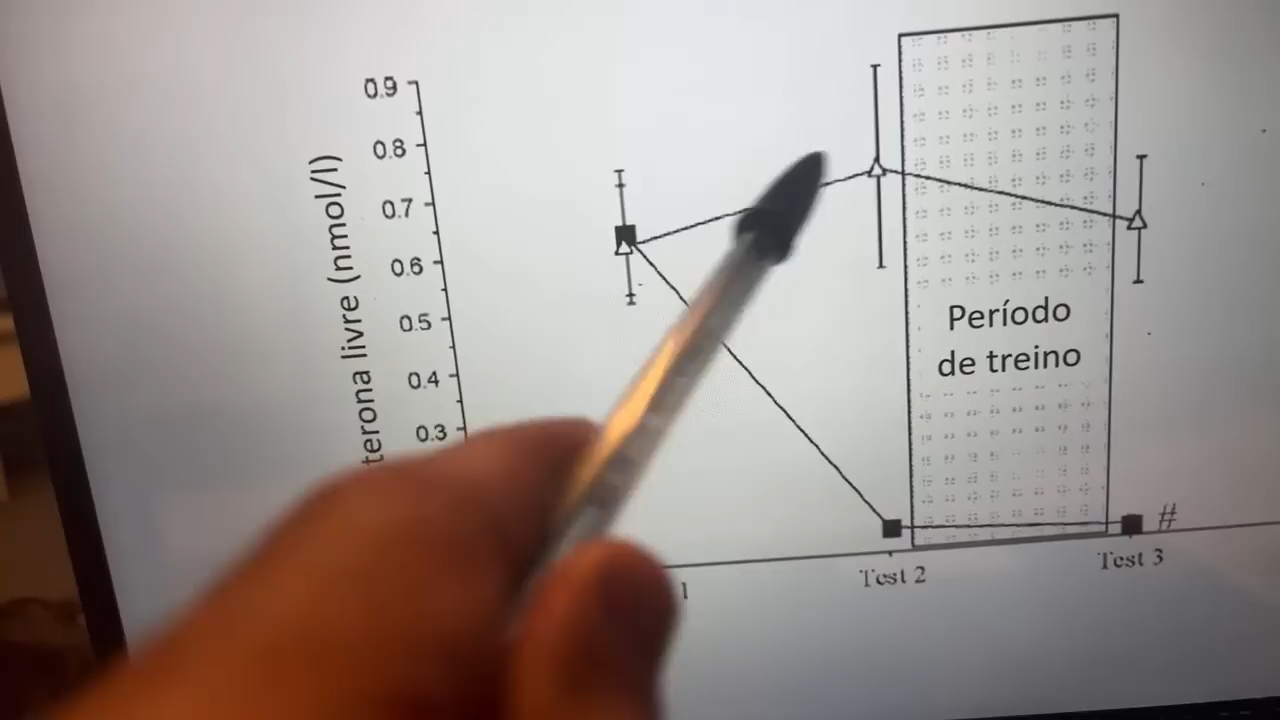 0.9
0.8
0.7
0.6
0.5
0.4
0.3
terona livre (nmol/l)
Período
de treino
#
1
Test 2
Test 3